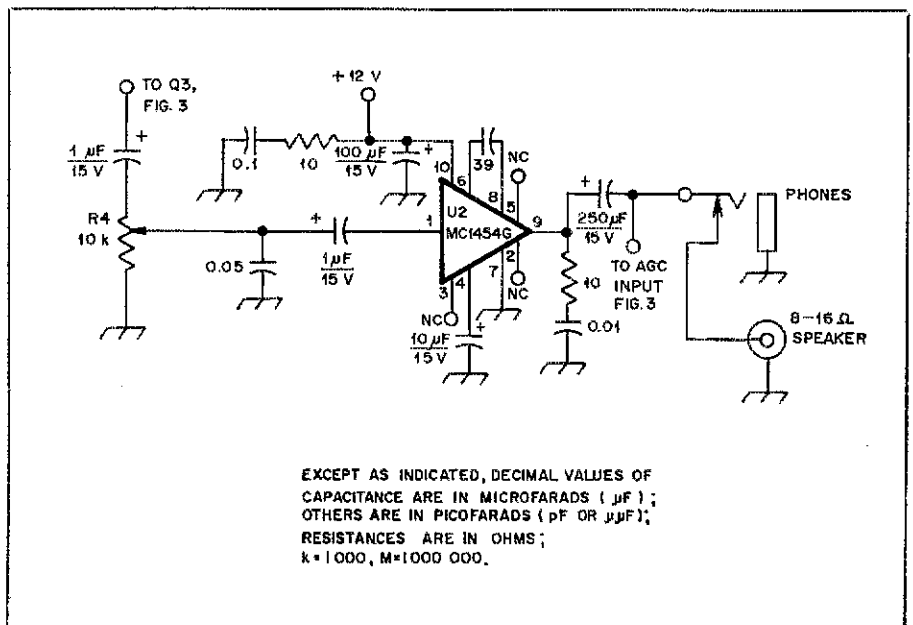 TO Q3,
FIG. 3
+12 V
1 µF
15 V
+
0.1
10
100 µF
15 V
+
10
6
39
8
5
NC
R4
10 k
0.05
+
1 µF
15 V
1
U2
MC1454G
9
+
250 µF
15 V
PHONES
3
4
7
2
NC
NC
10 µF
15 V
+
10
0.01
TO AGC
INPUT
FIG. 3
8-16 Ω
SPEAKER
EXCEPT AS INDICATED, DECIMAL VALUES OF
CAPACITANCE ARE IN MICROFARADS ( µF ) ;
OTHERS ARE IN PICOFARADS ( pF OR µµF);
RESISTANCES ARE IN OHMS ;
k=1000, M=1000 000.